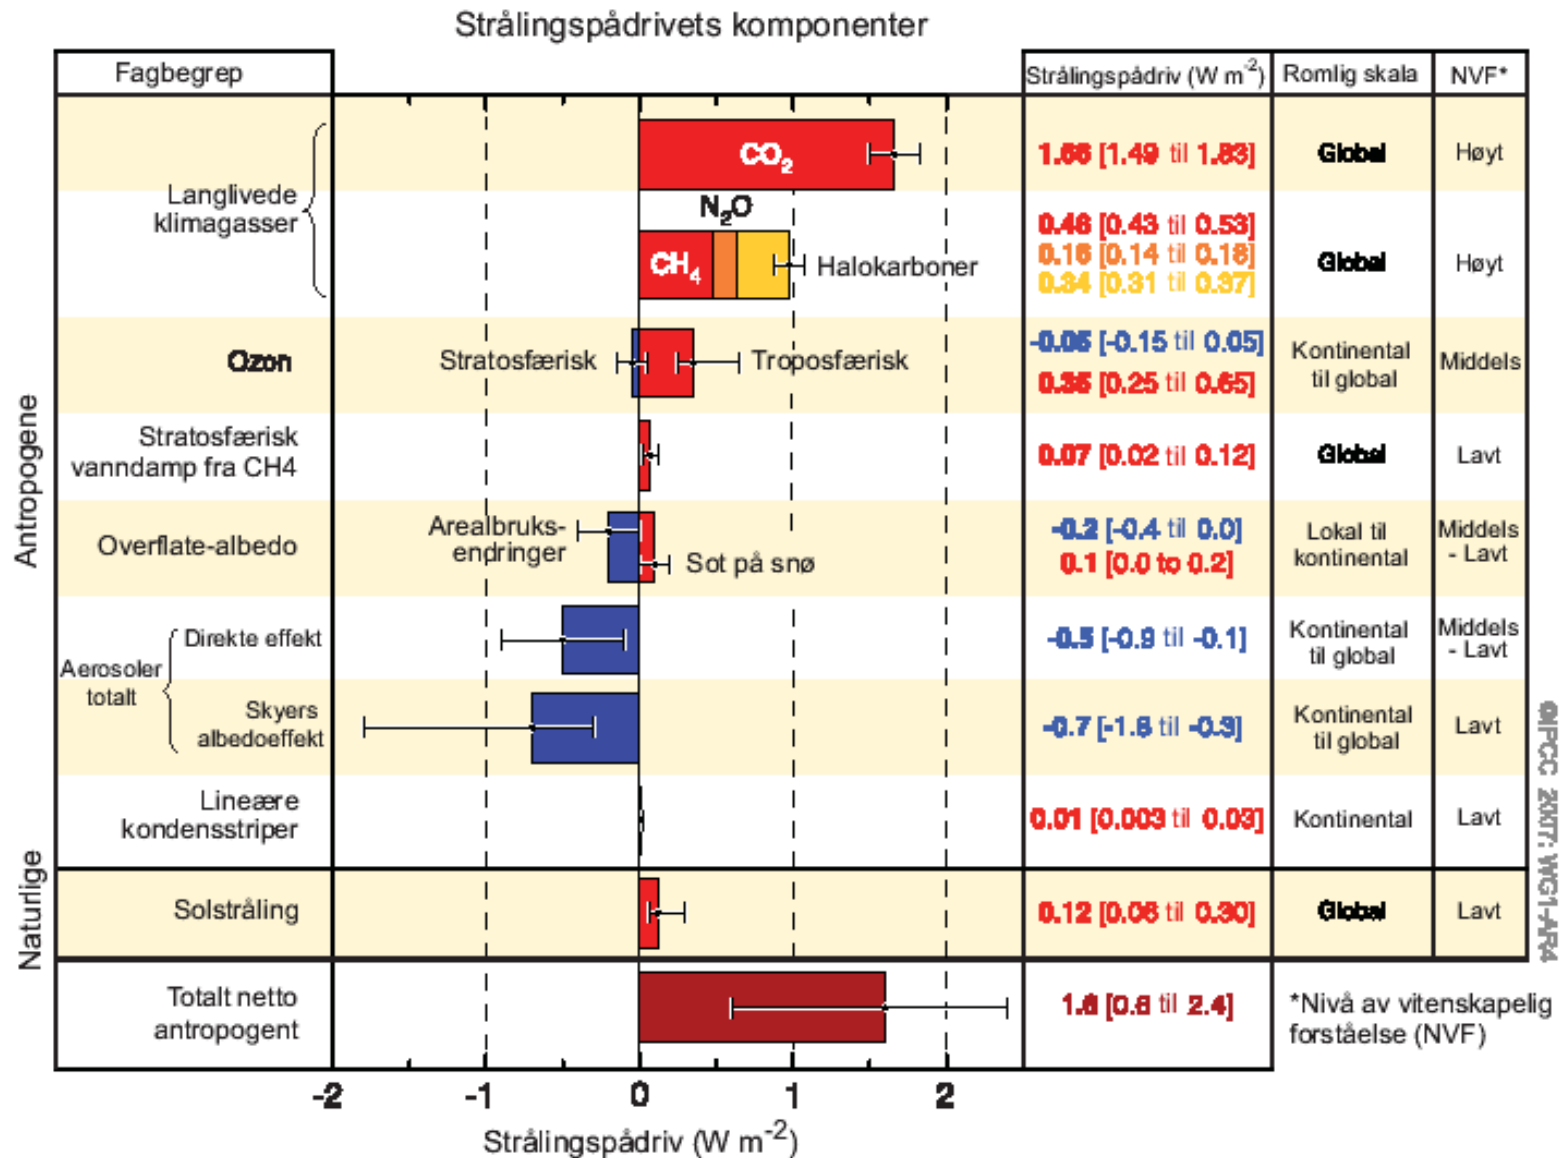 Strålingspådrivets komponenter
Fagbegrep
Strålingspådriv (W m-2)
Romlig skala
NVF*
Antropogene
Langlivede
klimagasser
CO2
1.66 [1.49 til 1.83]
Global
Høyt
N2O
CH4
Halokarboner
0.48 [0.43 til 0.53]
0.16 [0.14 til 0.18]
0.34 [0.31 til 0.37]
Global
Høyt
Ozon
Stratosfærisk
Troposfærisk
-0.05 [-0.15 til 0.05]
0.35 [0.25 til 0.65]
Kontinental
til global
Middels
Stratosfærisk
vanndamp fra CH4
0.07 [0.02 til 0.12]
Global
Lavt
Overflate-albedo
Arealbruks-
endringer
Sot på snø
-0.2 [-0.4 til 0.0]
0.1 [0.0 to 0.2]
Lokal til
kontinental
Middels
- Lavt
Aerosoler
totalt
Direkte effekt
-0.5 [-0.9 til -0.1]
Kontinental
til global
Middels
- Lavt
Skyers
albedoeffekt
-0.7 [-1.8 til -0.3]
Kontinental
til global
Lavt
Lineære
kondensstriper
0.01 [0.003 til 0.03]
Kontinental
Lavt
Naturlige
Solstråling
0.12 [0.06 til 0.30]
Global
Lavt
Totalt netto
antropogent
1.6 [0.6 til 2.4]
*Nivå av vitenskapelig
forståelse (NVF)
-2 -1 0 1 2
Strålingspådriv (W m-2)
©IPCC 2007: WG1-AR4